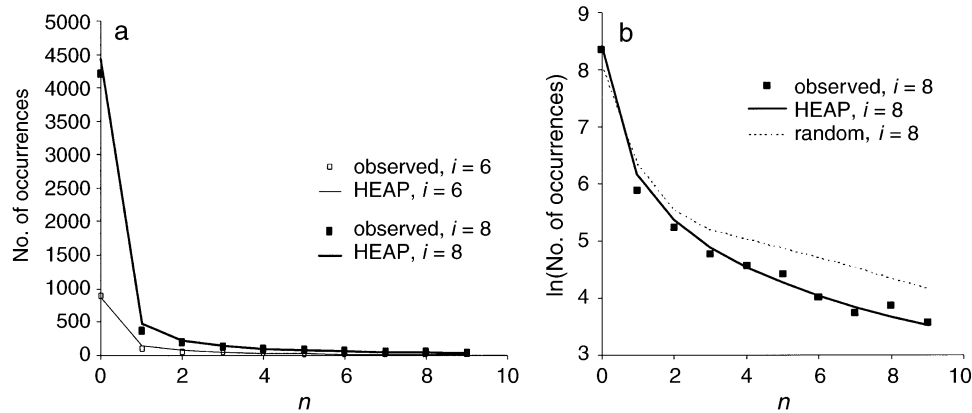 a
5000
4500
4000
3500
3000
2500
2000
1500
1000
500
0
No. of occurrences
observed, i = 6
HEAP, i = 6
observed, i = 8
HEAP, i = 8
0 2 4 6 8 10
n
b
9
8
7
6
5
4
3
ln(No. of occurrences)
observed, i = 8
HEAP, i = 8
random, i = 8
0 2 4 6 8 10
n